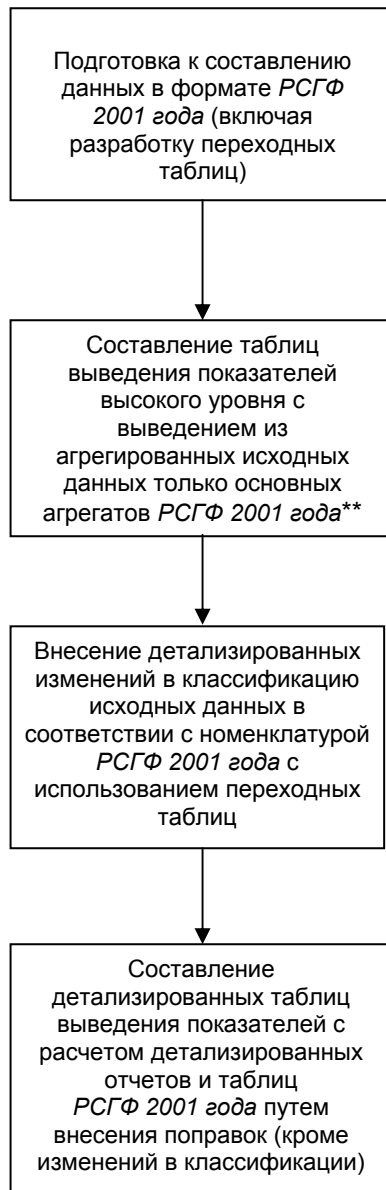 Подготовка к составлению
данных в формате РСГФ
2001 года (включая
разработку переходных
таблиц)
Составление таблиц
выведения показателей
высокого уровня с
выведением из
агрегированных исходных
данных только основных
агрегатов РСГФ 2001 года**
Внесение детализированных
изменений в классификацию
исходных данных в
соответствии с номенклатурой
РСГФ 2001 года с
использованием переходных
таблиц
Составление
детализированных таблиц
выведения показателей с
расчетом детализированных
отчетов и таблиц
РСГФ 2001 года путем
внесения поправок (кроме
изменений в классификации)